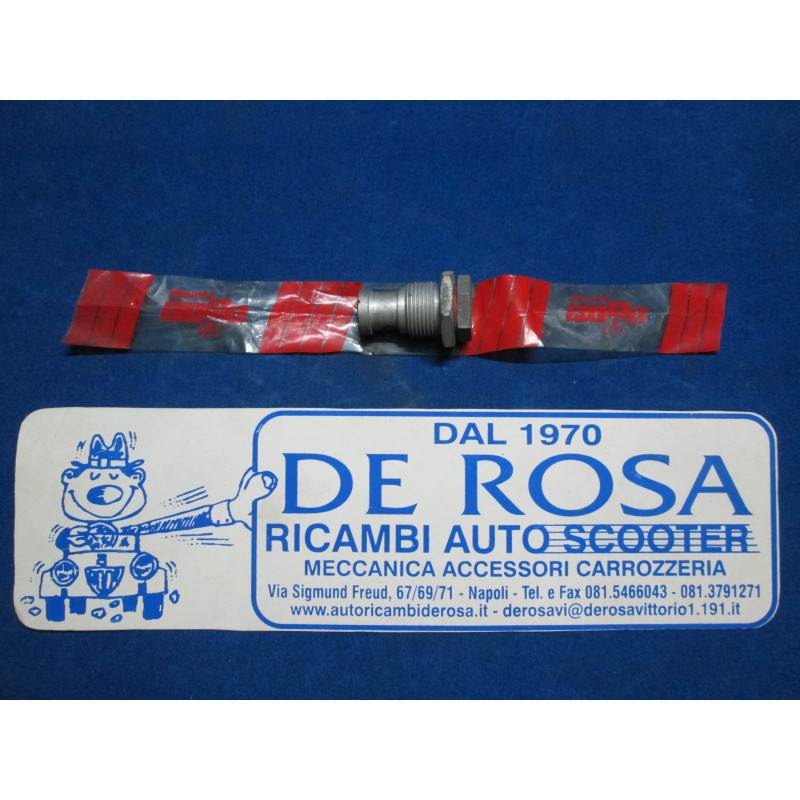 DAL 1970
DE ROSA
RICAMBI AUTO SCOOTER
MECCANICA ACCESSORI CARROZZERIA
Via Sigmund Freud, 67/69/71 - Napoli - Tel. e Fax 081.5466043 - 081.3791271
www.autoricambiderosa.it - derosavi@derosavittorio1.191.it